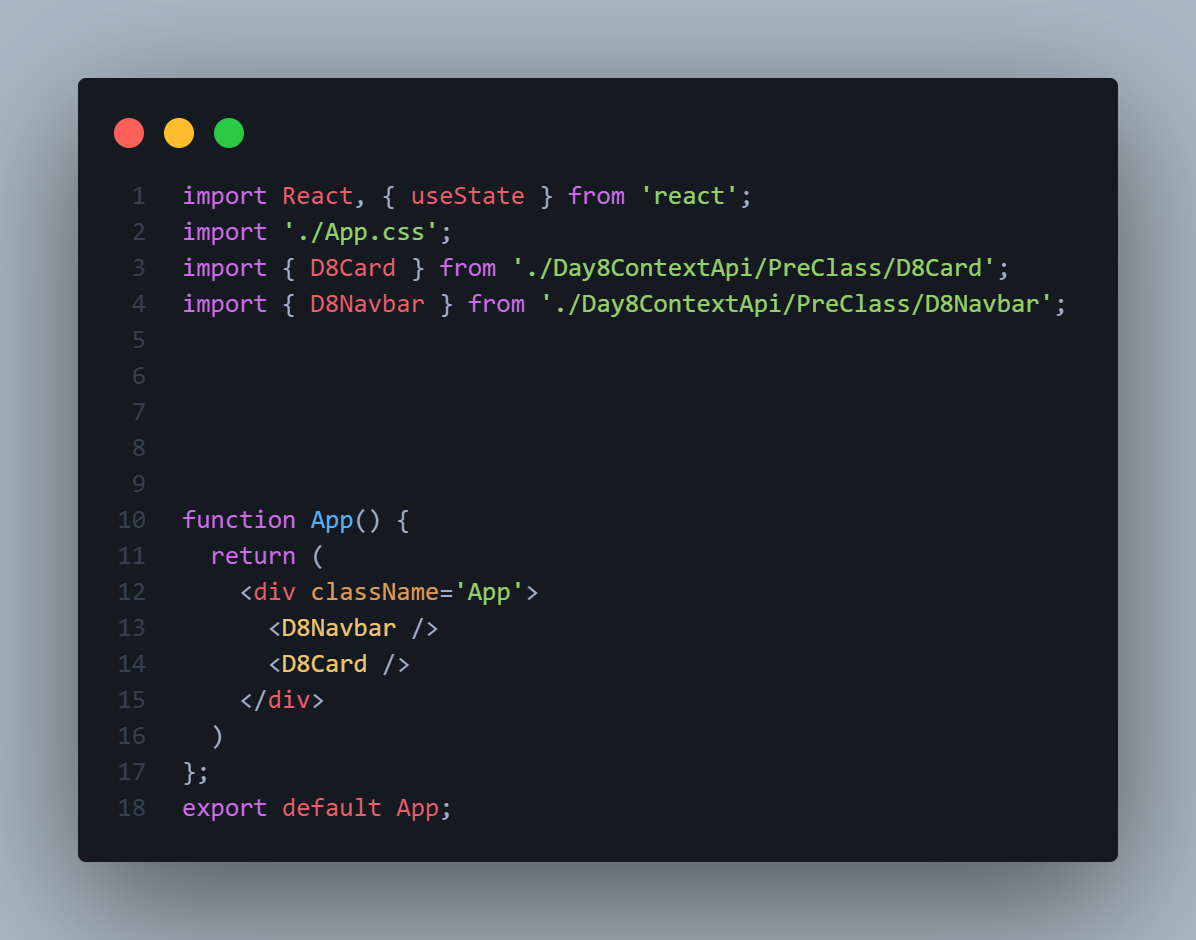 1 import React, { useState } from 'react';
2 import './App.css';
3 import { D8Card } from './Day8ContextApi/PreClass/D8Card';
4 import { D8Navbar } from './Day8ContextApi/PreClass/D8Navbar';
5
6
7
8
9
10 function App() {
11   return (
12     <div className='App'>
13       <D8Navbar />
14       <D8Card />
15     </div>
16   )
17 };
18 export default App;